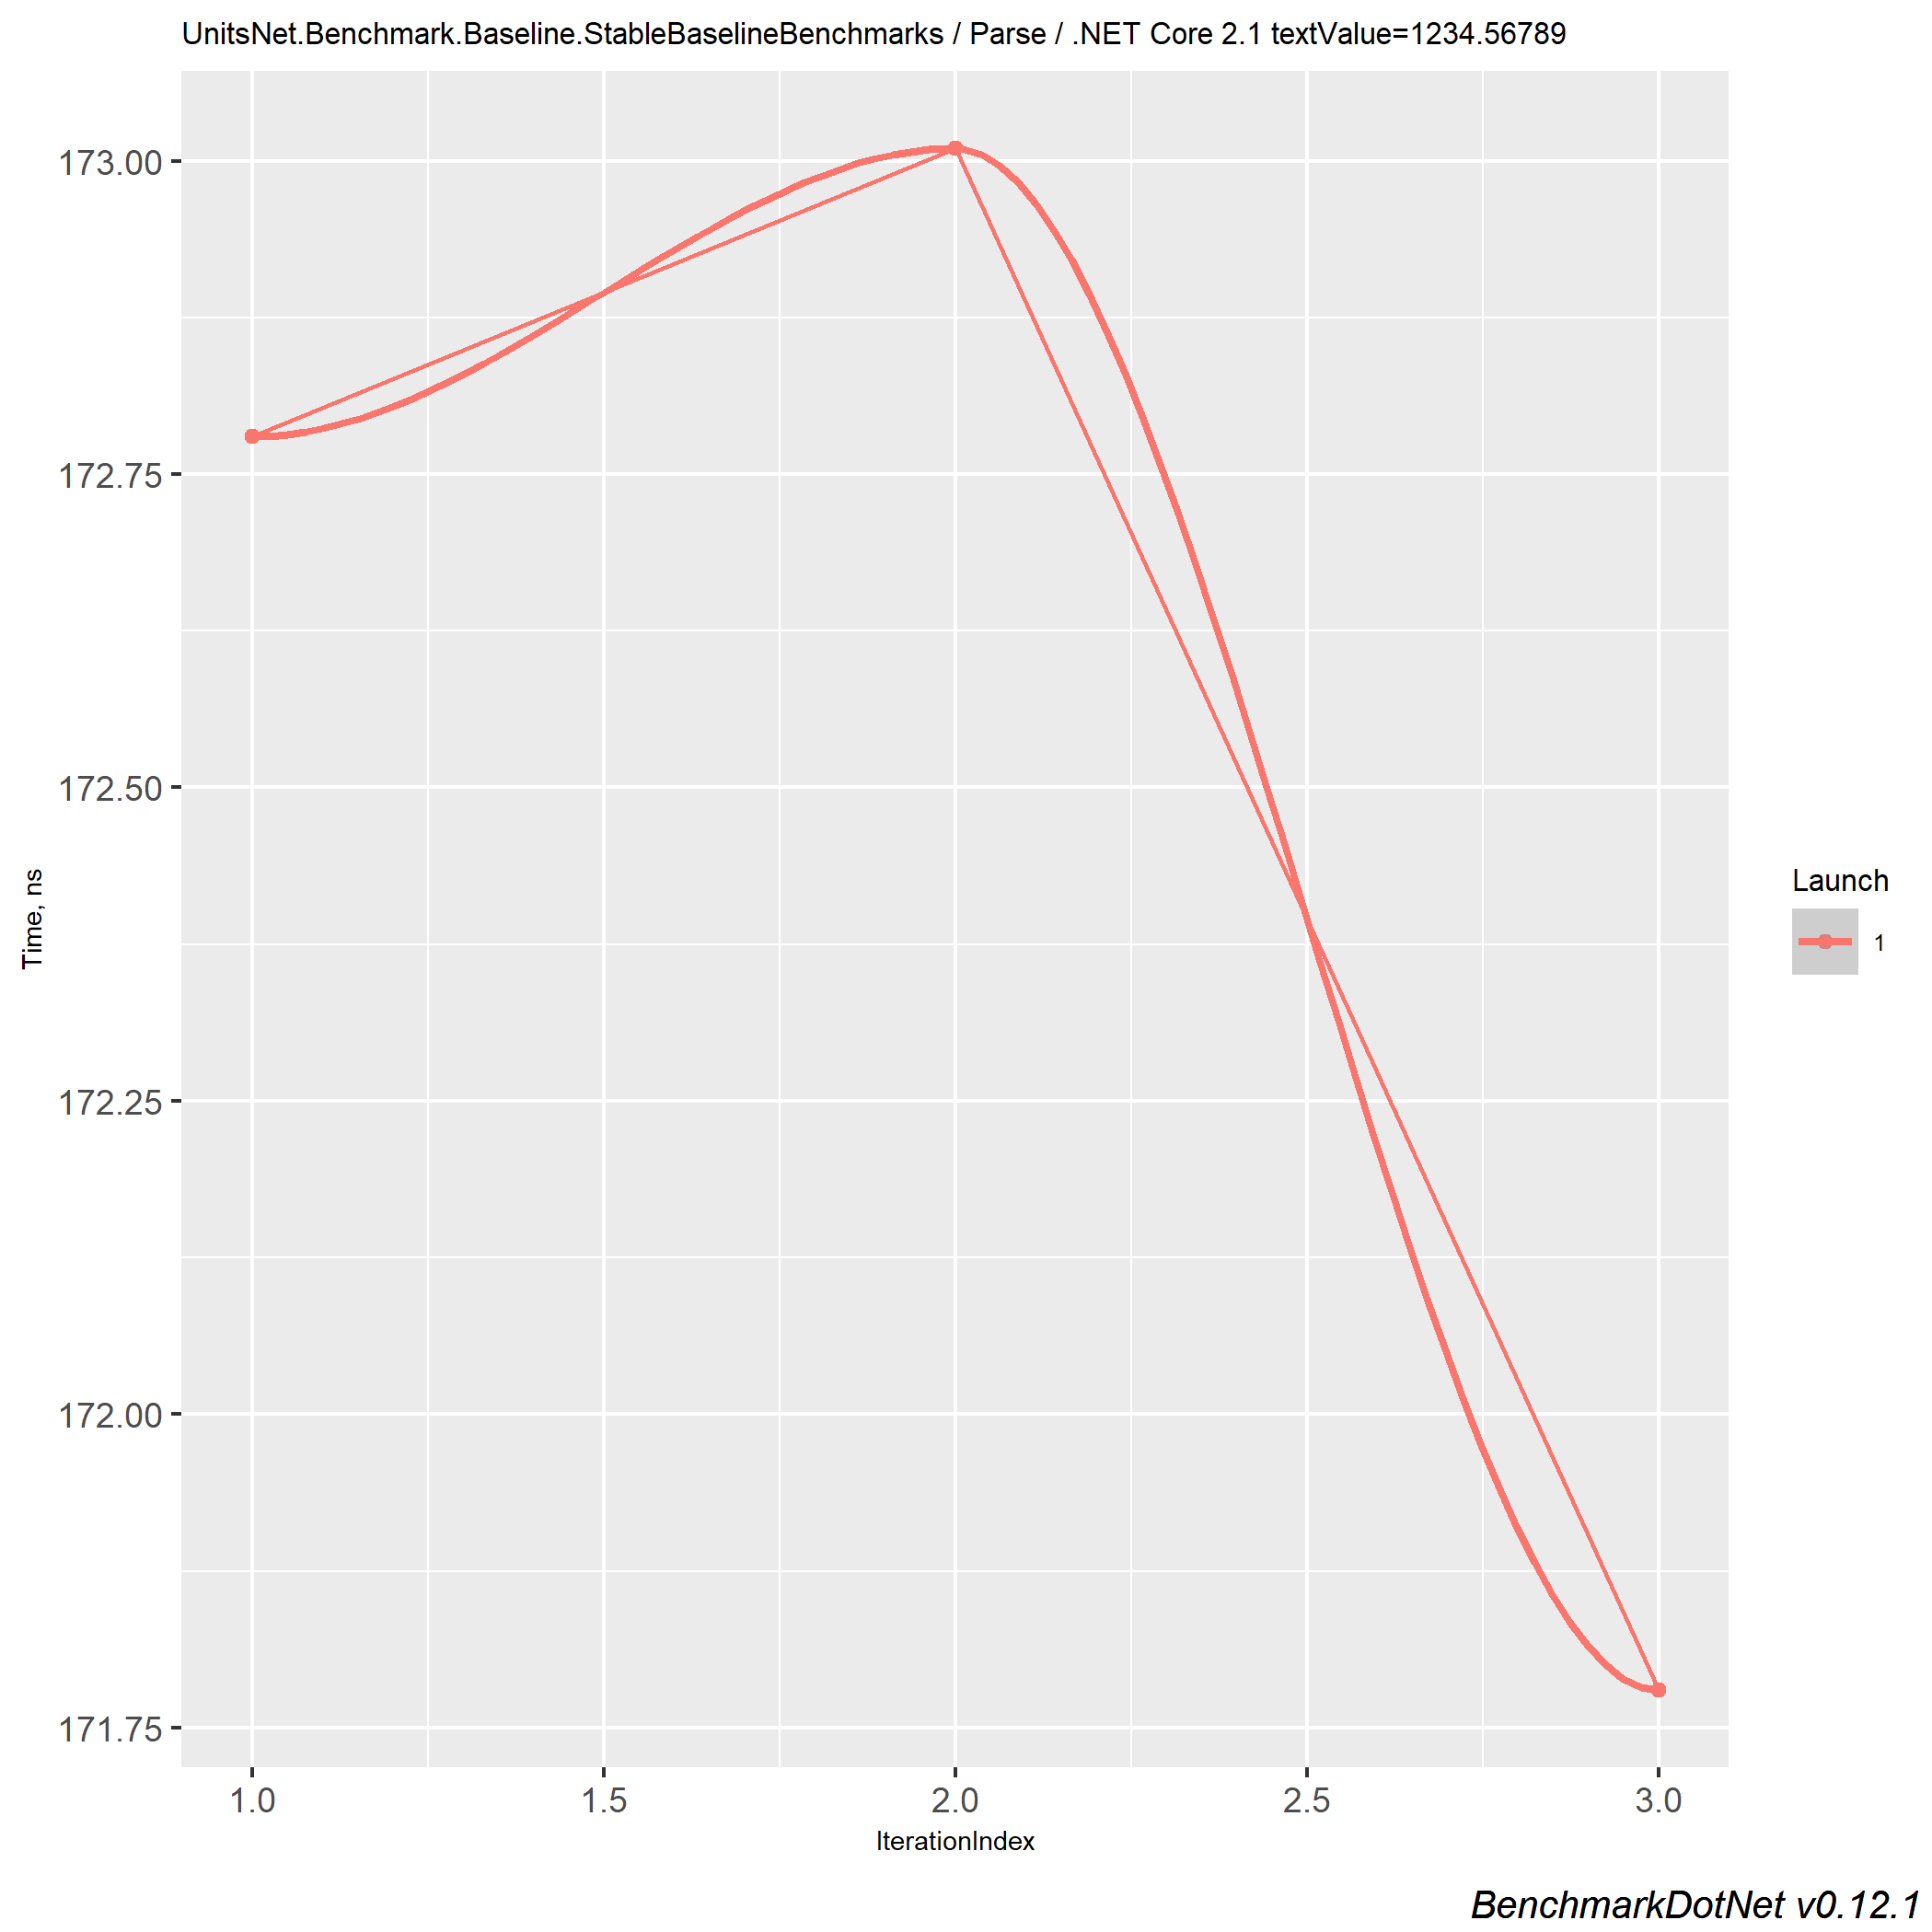 UnitsNet.Benchmark.Baseline.StableBaselineBenchmarks / Parse / .NET Core 2.1 textValue=1234.56789
173.00
172.75
172.50
172.25
172.00
171.75
Time, ns
1.0 1.5 2.0 2.5 3.0
IterationIndex
Launch
1
BenchmarkDotNet v0.12.1